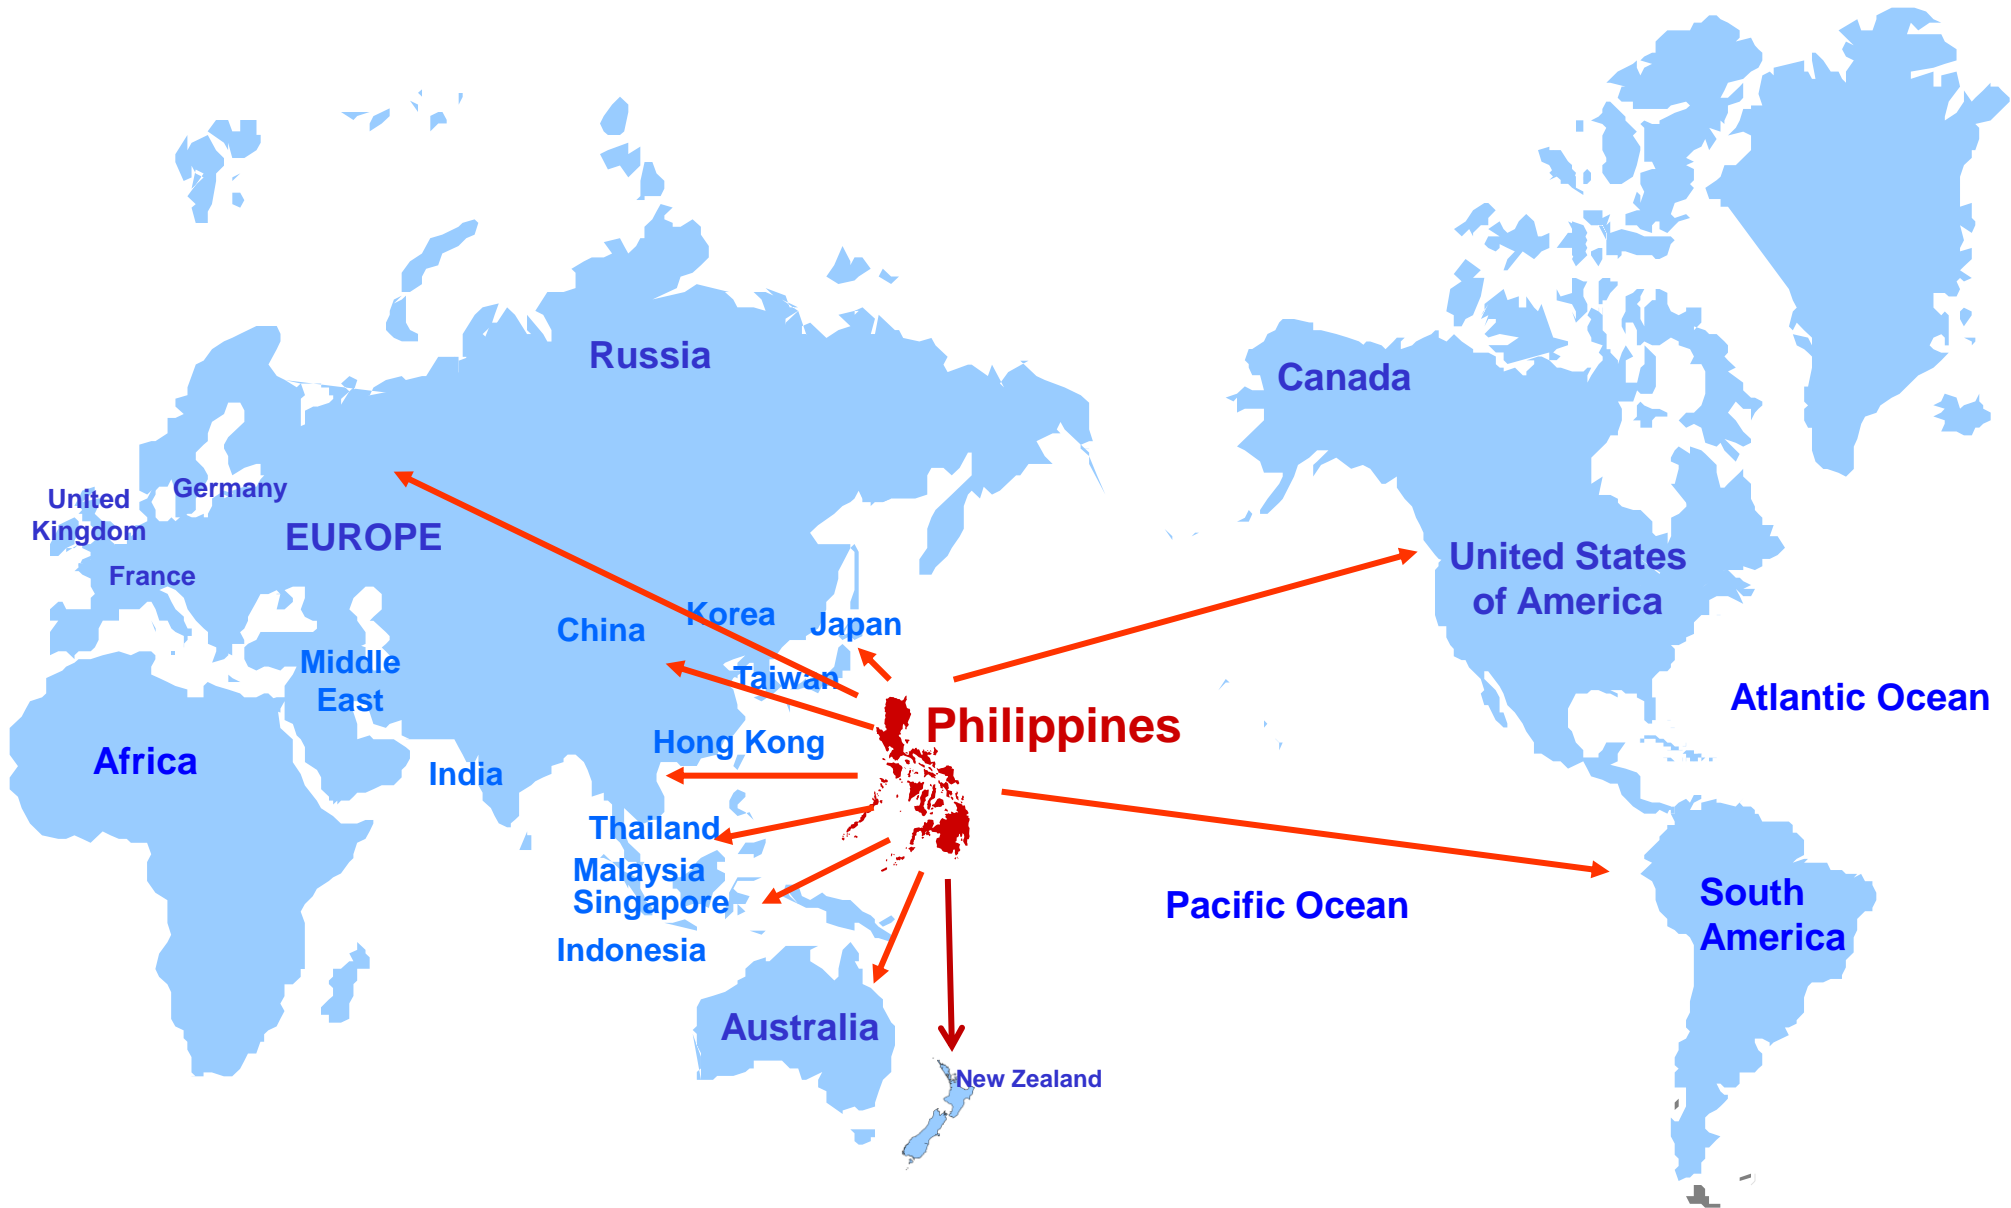 Russia
Canada
United
Kingdom
Germany
EUROPE
France
United States
of America
China
Korea
Japan
Middle
East
Taiwan
Atlantic Ocean
Philippines
Africa
Hong Kong
India
Thailand
Malaysia
Singapore
Indonesia
Pacific Ocean
South
America
Australia
New Zealand